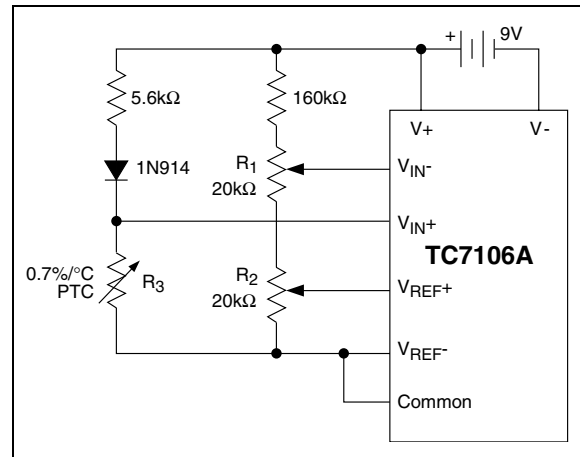 +
9V
5.6kΩ
160kΩ
V+
V-
1N914
R1
20kΩ
VIN-
VIN+
TC7106A
0.7%/°C
PTC
R3
R2
20kΩ
VREF+
VREF-
Common